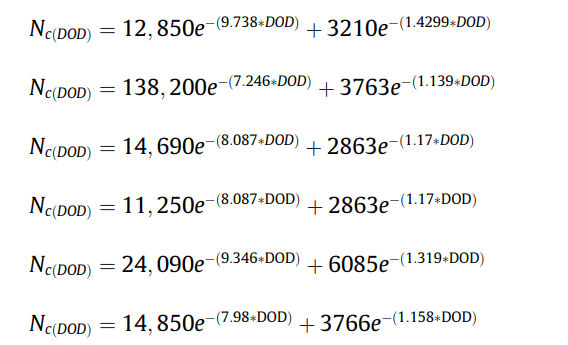 N_{c(DOD)} = 12,850e^{-(9.738*DOD)} + 3210e^{-(1.4299*DOD)}
N_{c(DOD)} = 138,200e^{-(7.246*DOD)} + 3763e^{-(1.139*DOD)}
N_{c(DOD)} = 14,690e^{-(8.087*DOD)} + 2863e^{-(1.17*DOD)}
N_{c(DOD)} = 11,250e^{-(8.087*DOD)} + 2863e^{-(1.17*DOD)}
N_{c(DOD)} = 24,090e^{-(9.346*DOD)} + 6085e^{-(1.319*DOD)}
N_{c(DOD)} = 14,850e^{-(7.98*DOD)} + 3766e^{-(1.158*DOD)}